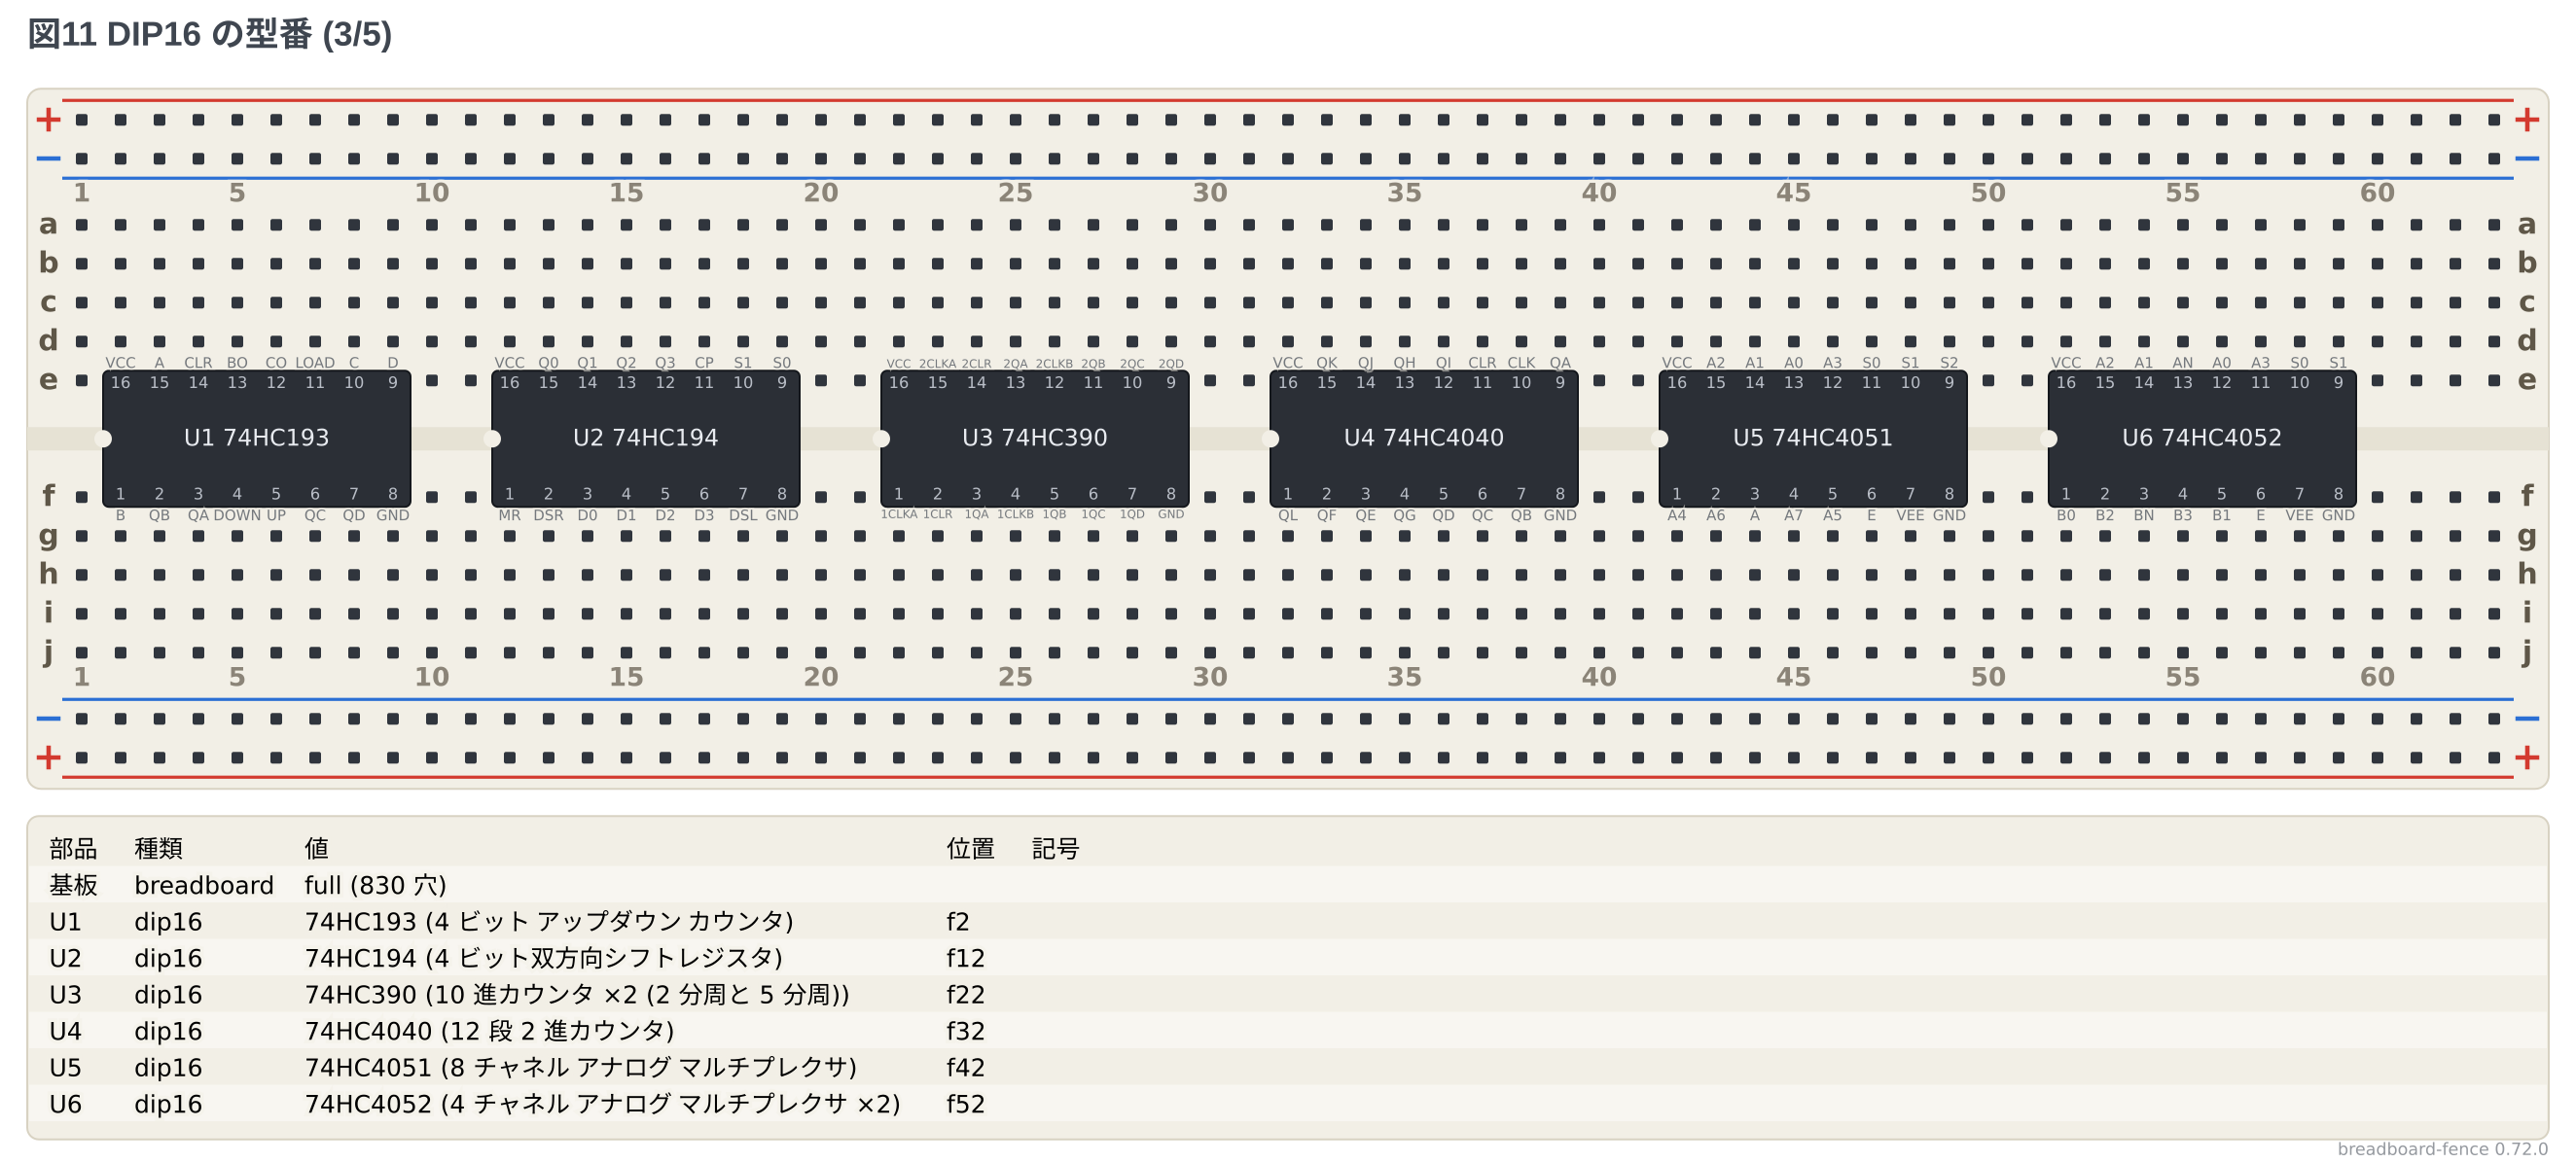 図11 DIP16 の型番 (3/5)
+ +
− −
1 5 10 15 20 25 30 35 40 45 50 55 60
a a
b b
c c
d d
VCC A CLR BO CO LOAD C D VCC Q0 Q1 Q2 Q3 CP S1 S0 VCC 2CLKA 2CLR 2QA 2CLKB 2QB 2QC 2QD VCC QK QJ QH QI CLR CLK QA VCC A2 A1 A0 A3 S0 S1 S2 VCC A2 A1 AN A0 A3 S0 S1
e 16 15 14 13 12 11 10 9 16 15 14 13 12 11 10 9 16 15 14 13 12 11 10 9 16 15 14 13 12 11 10 9 16 15 14 13 12 11 10 9 16 15 14 13 12 11 10 9 e
U1 74HC193 U2 74HC194 U3 74HC390 U4 74HC4040 U5 74HC4051 U6 74HC4052
f 1 2 3 4 5 6 7 8 1 2 3 4 5 6 7 8 1 2 3 4 5 6 7 8 1 2 3 4 5 6 7 8 1 2 3 4 5 6 7 8 1 2 3 4 5 6 7 8 f
B QB QA DOWN UP QC QD GND MR DSR D0 D1 D2 D3 DSL GND 1CLKA 1CLR 1QA 1CLKB 1QB 1QC 1QD GND QL QF QE QG QD QC QB GND A4 A6 A A7 A5 E VEE GND B0 B2 BN B3 B1 E VEE GND
g g
h h
i i
j j
1 5 10 15 20 25 30 35 40 45 50 55 60
− −
+ +
部品 種類 値 位置 記号
基板 breadboard full (830 穴)
U1 dip16 74HC193 (4 ビット アップダウン カウンタ) f2
U2 dip16 74HC194 (4 ビット双方向シフトレジスタ) f12
U3 dip16 74HC390 (10 進カウンタ ×2 (2 分周と 5 分周)) f22
U4 dip16 74HC4040 (12 段 2 進カウンタ) f32
U5 dip16 74HC4051 (8 チャネル アナログ マルチプレクサ) f42
U6 dip16 74HC4052 (4 チャネル アナログ マルチプレクサ ×2) f52
breadboard-fence 0.72.0